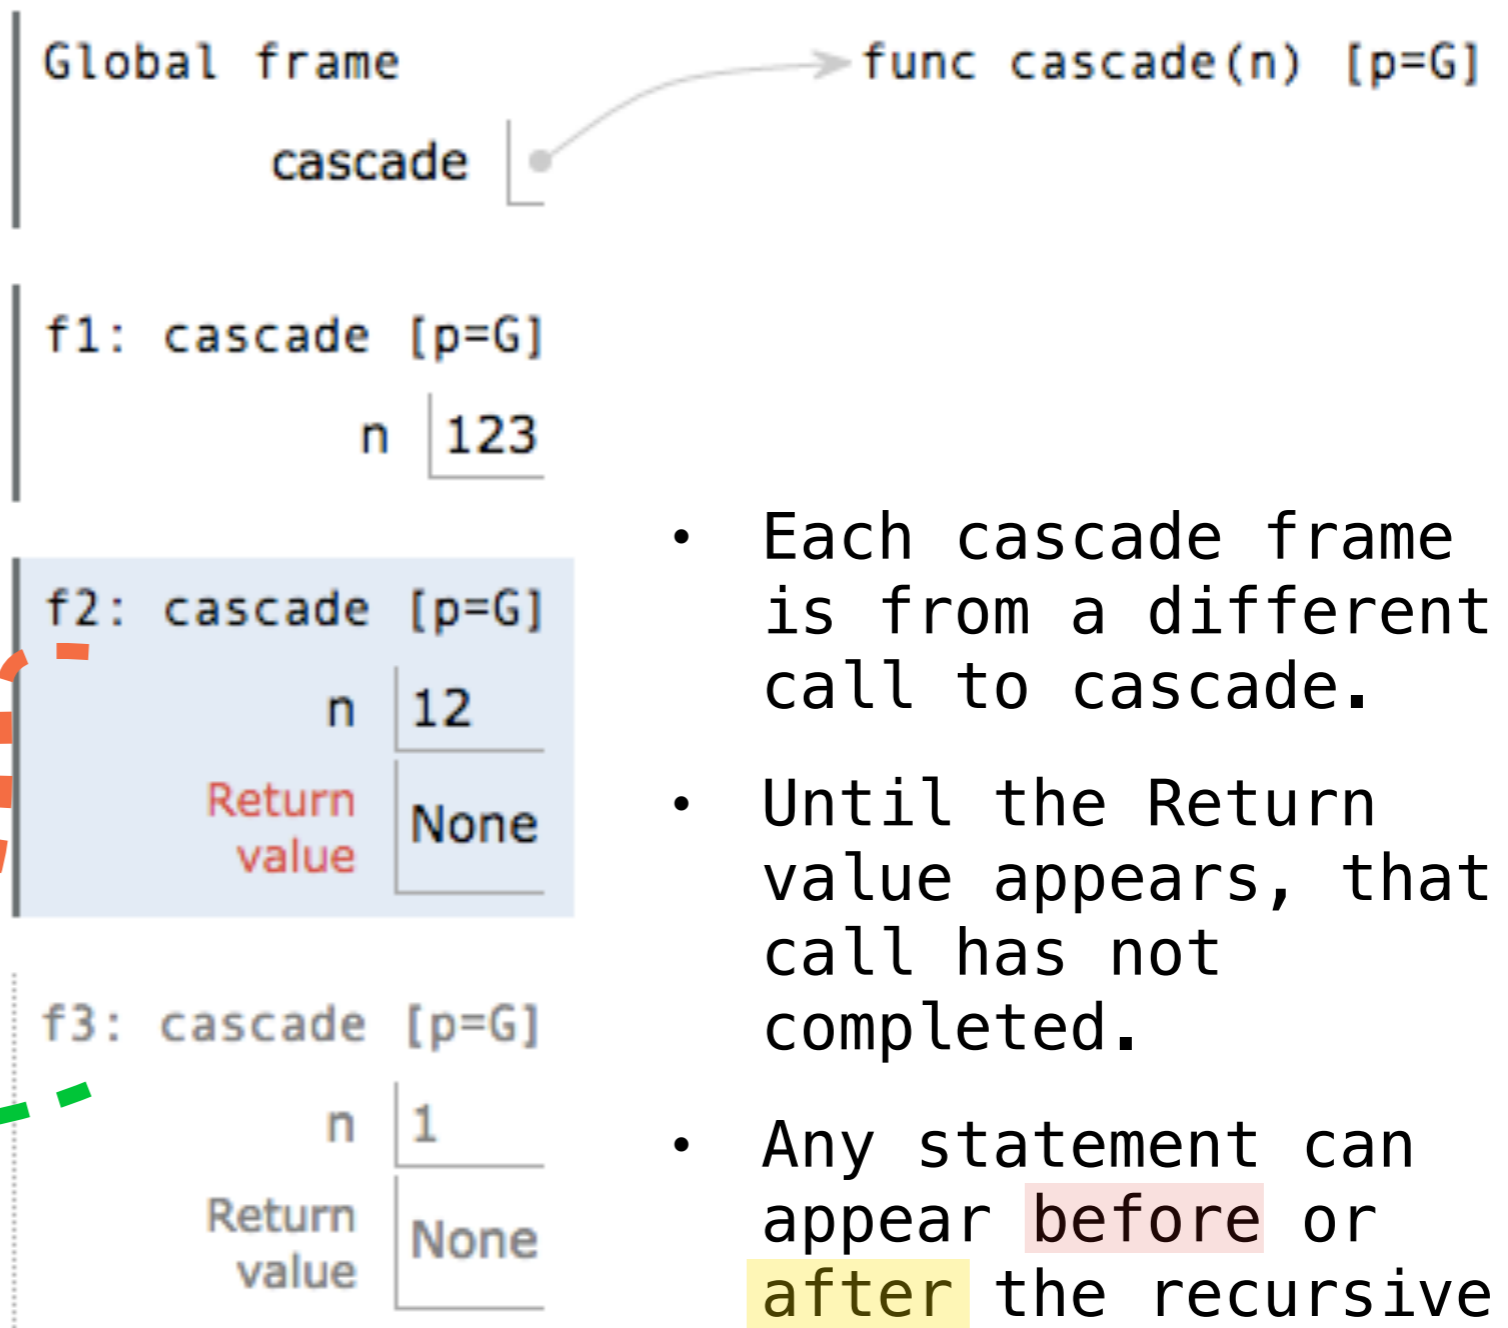 Global frame
func cascade(n) [p=G]
cascade
f1: cascade [p=G]
n 123
f2: cascade [p=G]
n 12
Return
value
None
f3: cascade [p=G]
n 1
Return
value
None
• Each cascade frame
is from a different
call to cascade.
• Until the Return
value appears, that
call has not
completed.
• Any statement can
appear before or
after the recursive